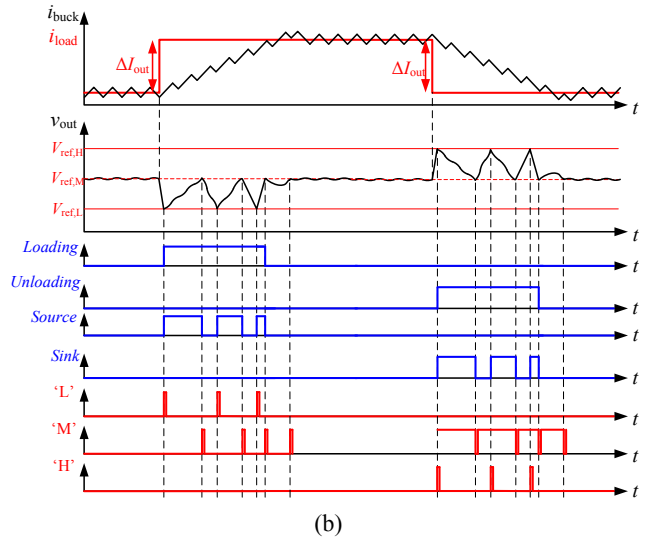 i_buck
i_load
ΔI_out
ΔI_out
t
v_out
V_ref,H
V_ref,M
V_ref,L
t
Loading
t
Unloading
t
Source
t
Sink
t
‘L’
t
‘M’
t
‘H’
t
(b)